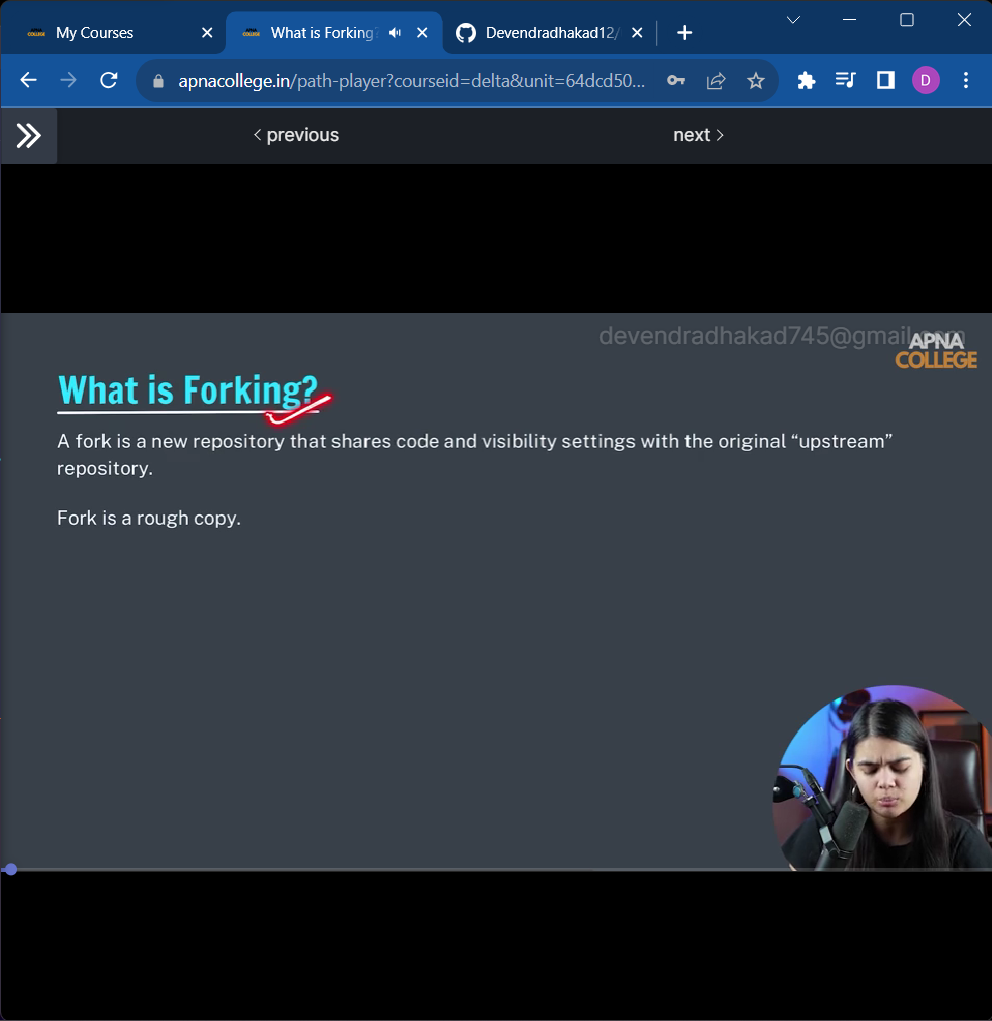 My Courses
What is Forking?
Devendradhakad12/
apnacollege.in/path-player?courseid=delta&unit=64dcd50...
D
previous
next
devendradhakad745@gmail.com
APNA
COLLEGE
What is Forking?
A fork is a new repository that shares code and visibility settings with the original “upstream”
repository.
Fork is a rough copy.